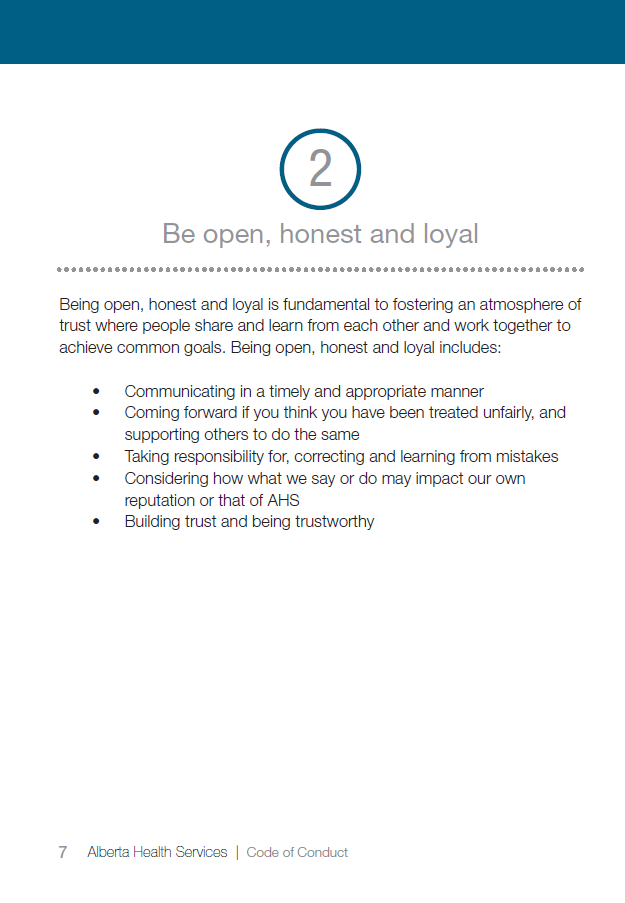 2
Be open, honest and loyal
Being open, honest and loyal is fundamental to fostering an atmosphere of
trust where people share and learn from each other and work together to
achieve common goals. Being open, honest and loyal includes:
• Communicating in a timely and appropriate manner
• Coming forward if you think you have been treated unfairly, and
supporting others to do the same
• Taking responsibility for, correcting and learning from mistakes
• Considering how what we say or do may impact our own
reputation or that of AHS
• Building trust and being trustworthy
7 Alberta Health Services | Code of Conduct